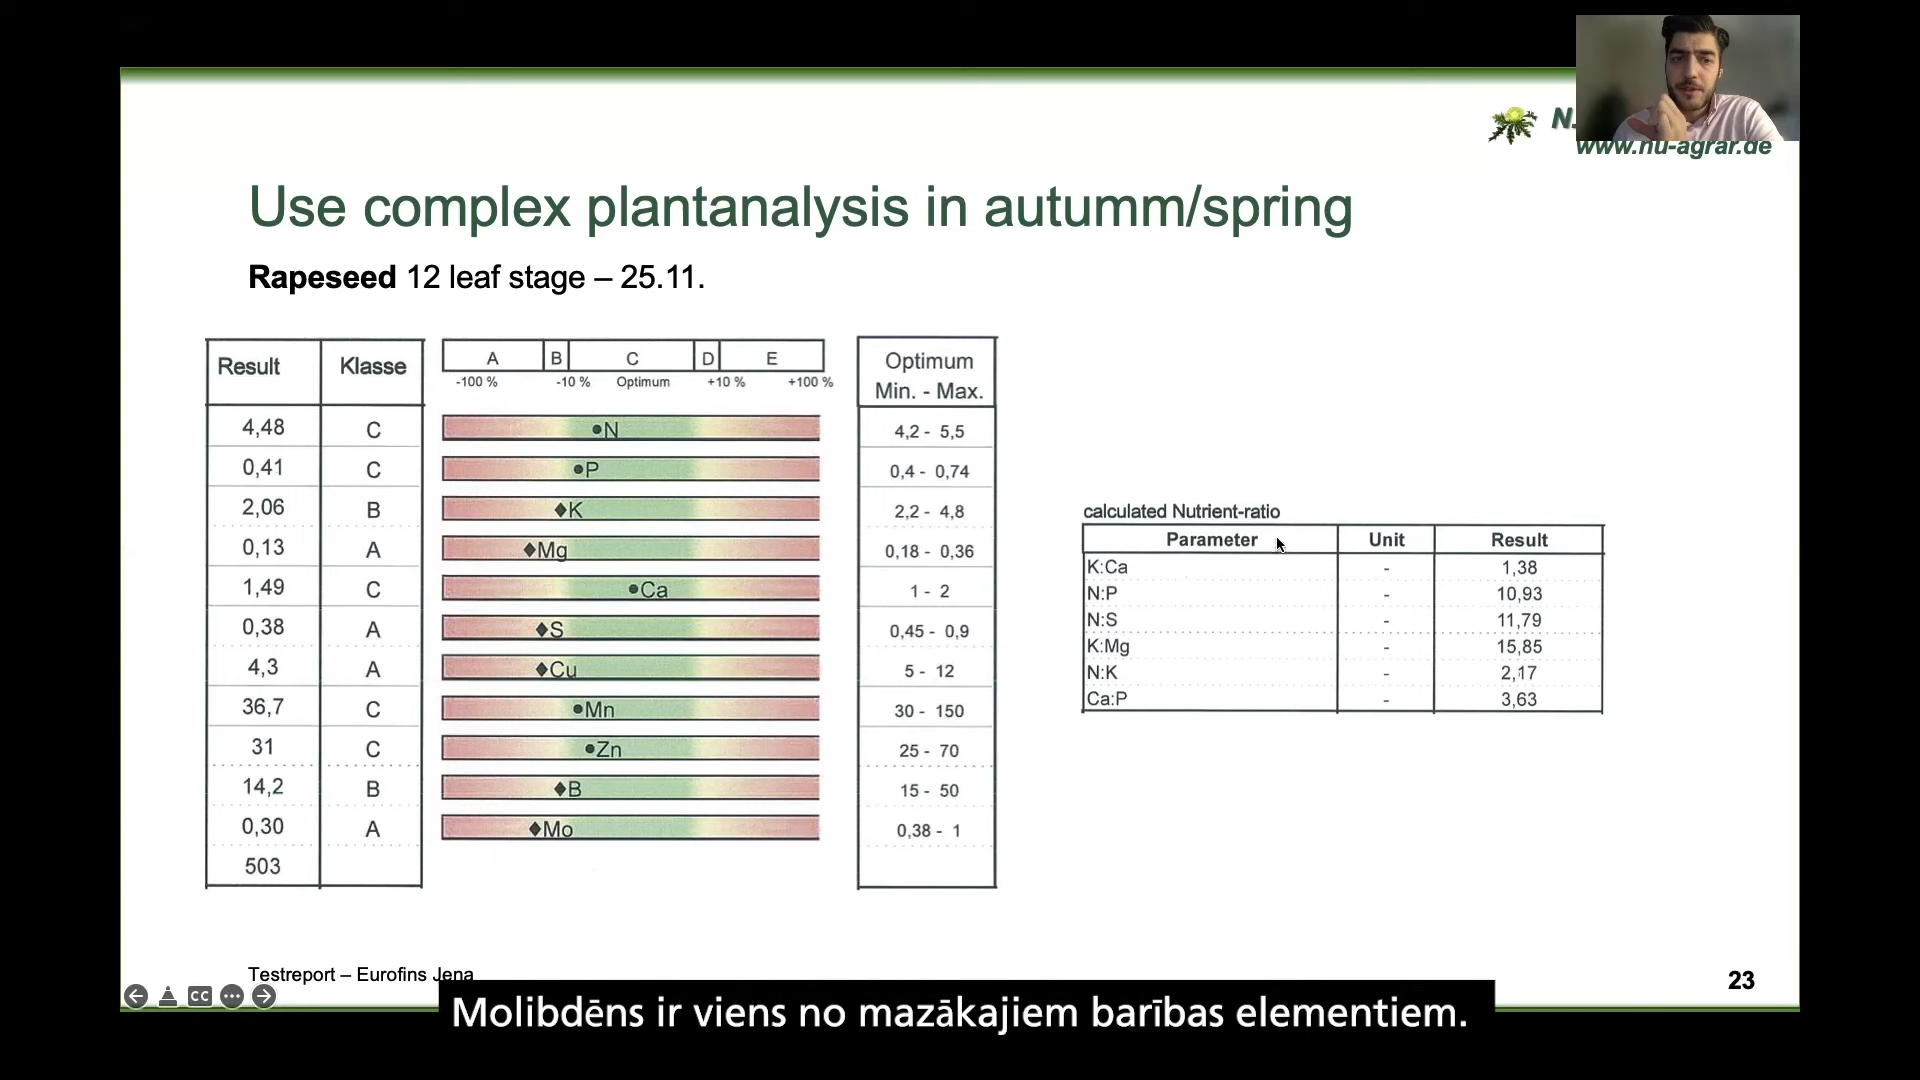 N.
www.nu-agrar.de
Use complex plantanalysis in autumm/spring
Rapeseed 12 leaf stage – 25.11.
Result Klasse A B C D E Optimum
-100 % -10 % Optimum +10 % +100 % Min. - Max.
4,48 C N 4,2 - 5,5
0,41 C P 0,4 - 0,74
2,06 B K 2,2 - 4,8
0,13 A Mg 0,18 - 0,36
1,49 C Ca 1 - 2
0,38 A S 0,45 - 0,9
4,3 A Cu 5 - 12
36,7 C Mn 30 - 150
31 C Zn 25 - 70
14,2 B B 15 - 50
0,30 A Mo 0,38 - 1
503
calculated Nutrient-ratio
Parameter Unit Result
K:Ca - 1,38
N:P - 10,93
N:S - 11,79
K:Mg - 15,85
N:K - 2,17
Ca:P - 3,63
Testreport – Eurofins Jena
23
CC
Molibdēns ir viens no mazākajiem barības elementiem.